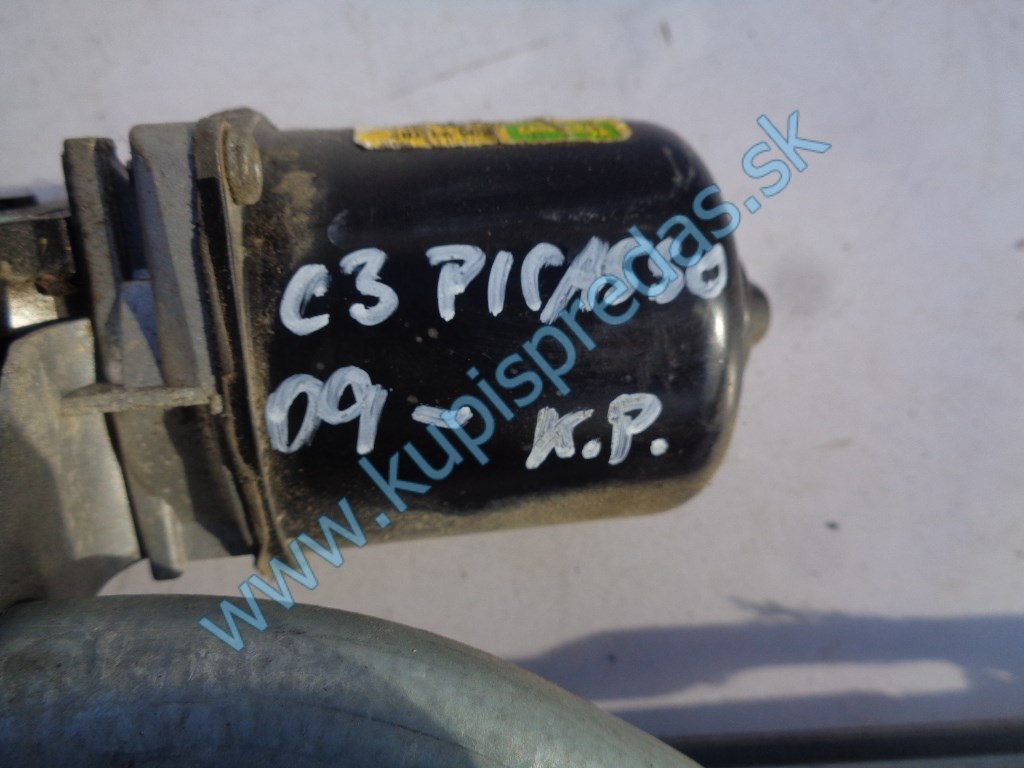 C3 PICASSO
09- K.P.
www.kupispredas.sk